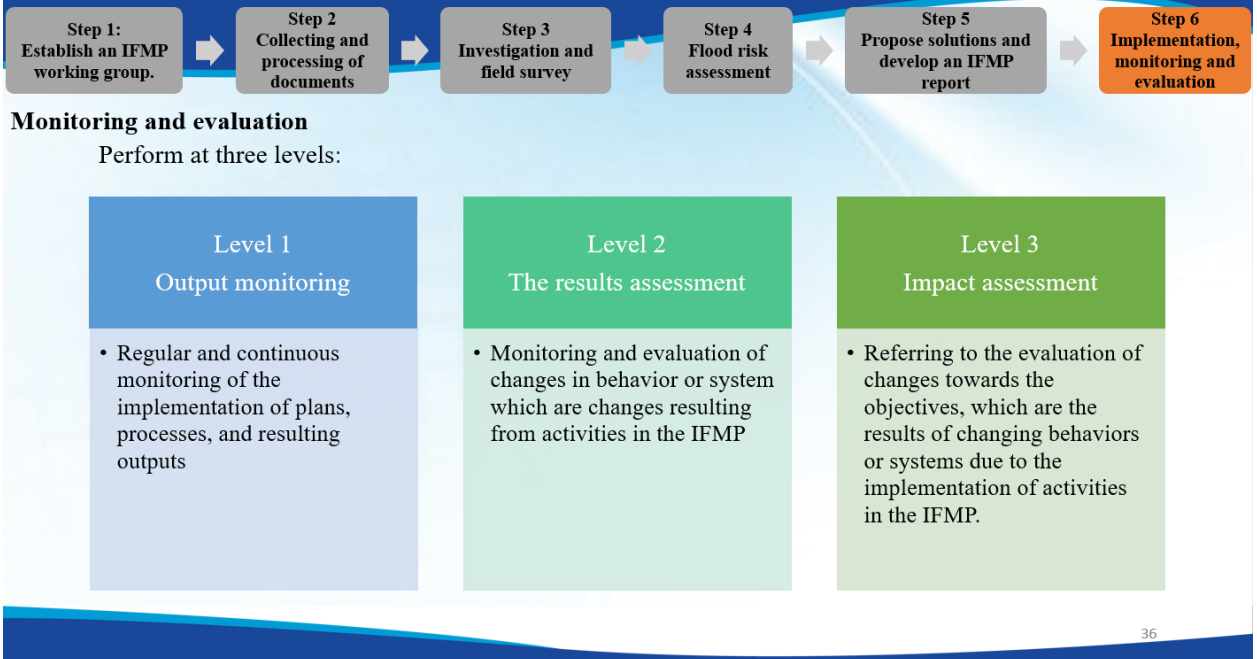 Step 1:
Establish an IFMP
working group.
Step 2
Collecting and
processing of
documents
Step 3
Investigation and
field survey
Step 4
Flood risk
assessment
Step 5
Propose solutions and
develop an IFMP
report
Step 6
Implementation,
monitoring and
evaluation
Monitoring and evaluation
Perform at three levels:
Level 1
Output monitoring
• Regular and continuous
monitoring of the
implementation of plans,
processes, and resulting
outputs
Level 2
The results assessment
• Monitoring and evaluation of
changes in behavior or system
which are changes resulting
from activities in the IFMP
Level 3
Impact assessment
• Referring to the evaluation of
changes towards the
objectives, which are the
results of changing behaviors
or systems due to the
implementation of activities
in the IFMP.
36